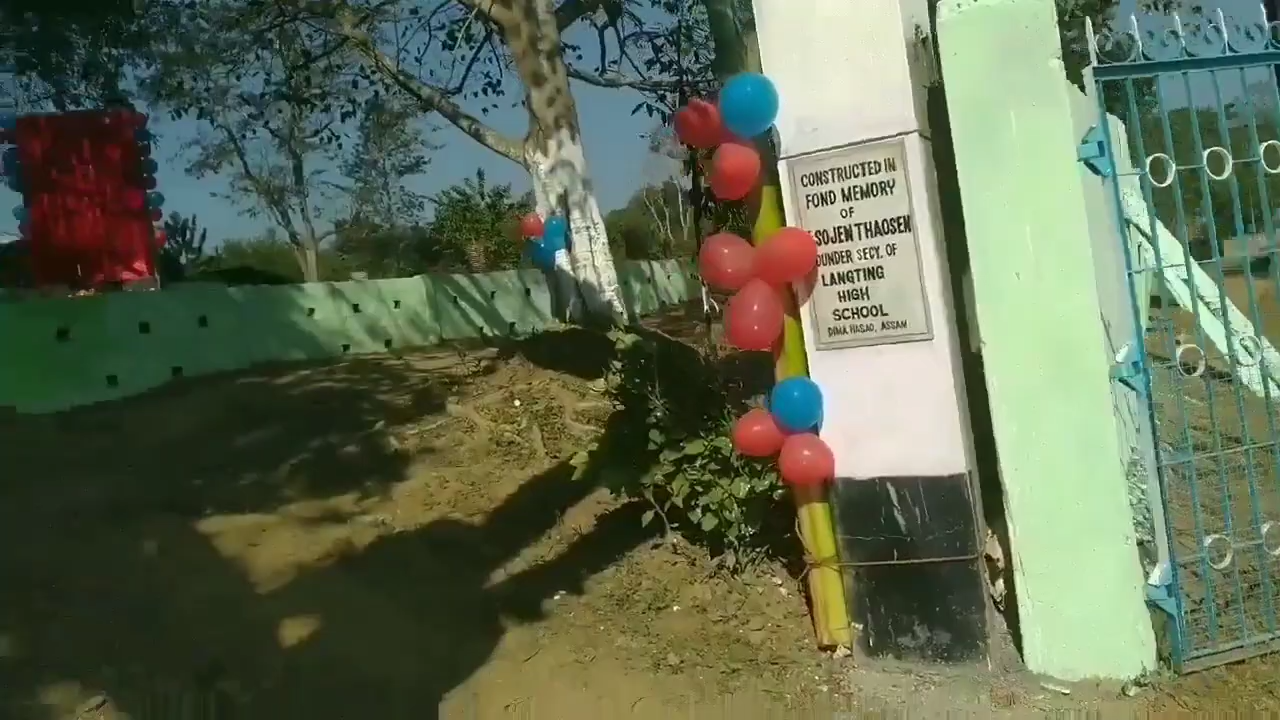 CONSTRUCTED IN
FOND MEMORY
OF
SOJEN THAOSEN
OUNDER SECY. OF
LANGTING
HIGH
SCHOOL
DIMA HASAO, ASSAM